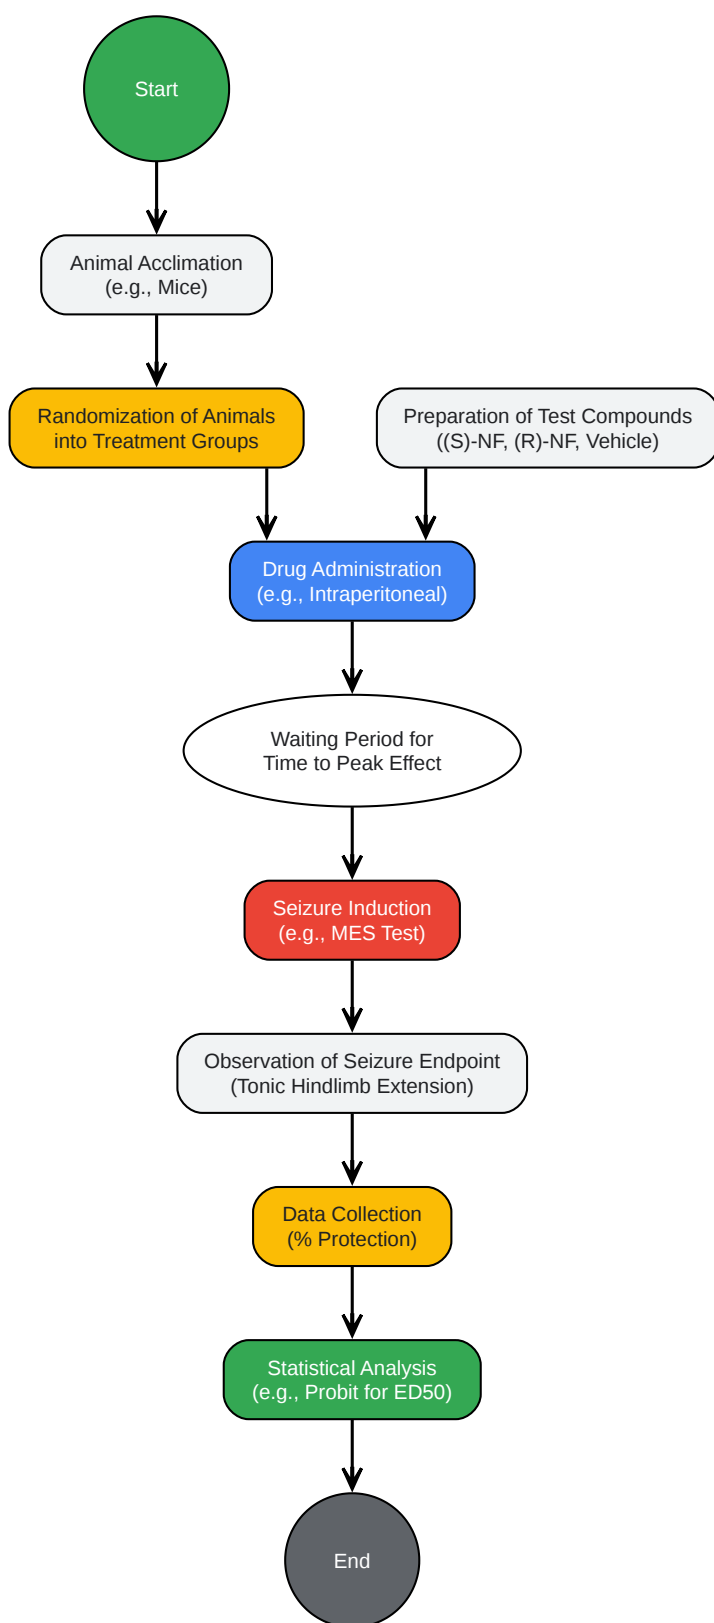 Start
Animal Acclimation
(e.g., Mice)
Randomization of Animals
into Treatment Groups
Preparation of Test Compounds
((S)-NF, (R)-NF, Vehicle)
Drug Administration
(e.g., Intraperitoneal)
Waiting Period for
Time to Peak Effect
Seizure Induction
(e.g., MES Test)
Observation of Seizure Endpoint
(Tonic Hindlimb Extension)
Data Collection
(% Protection)
Statistical Analysis
(e.g., Probit for ED50)
End